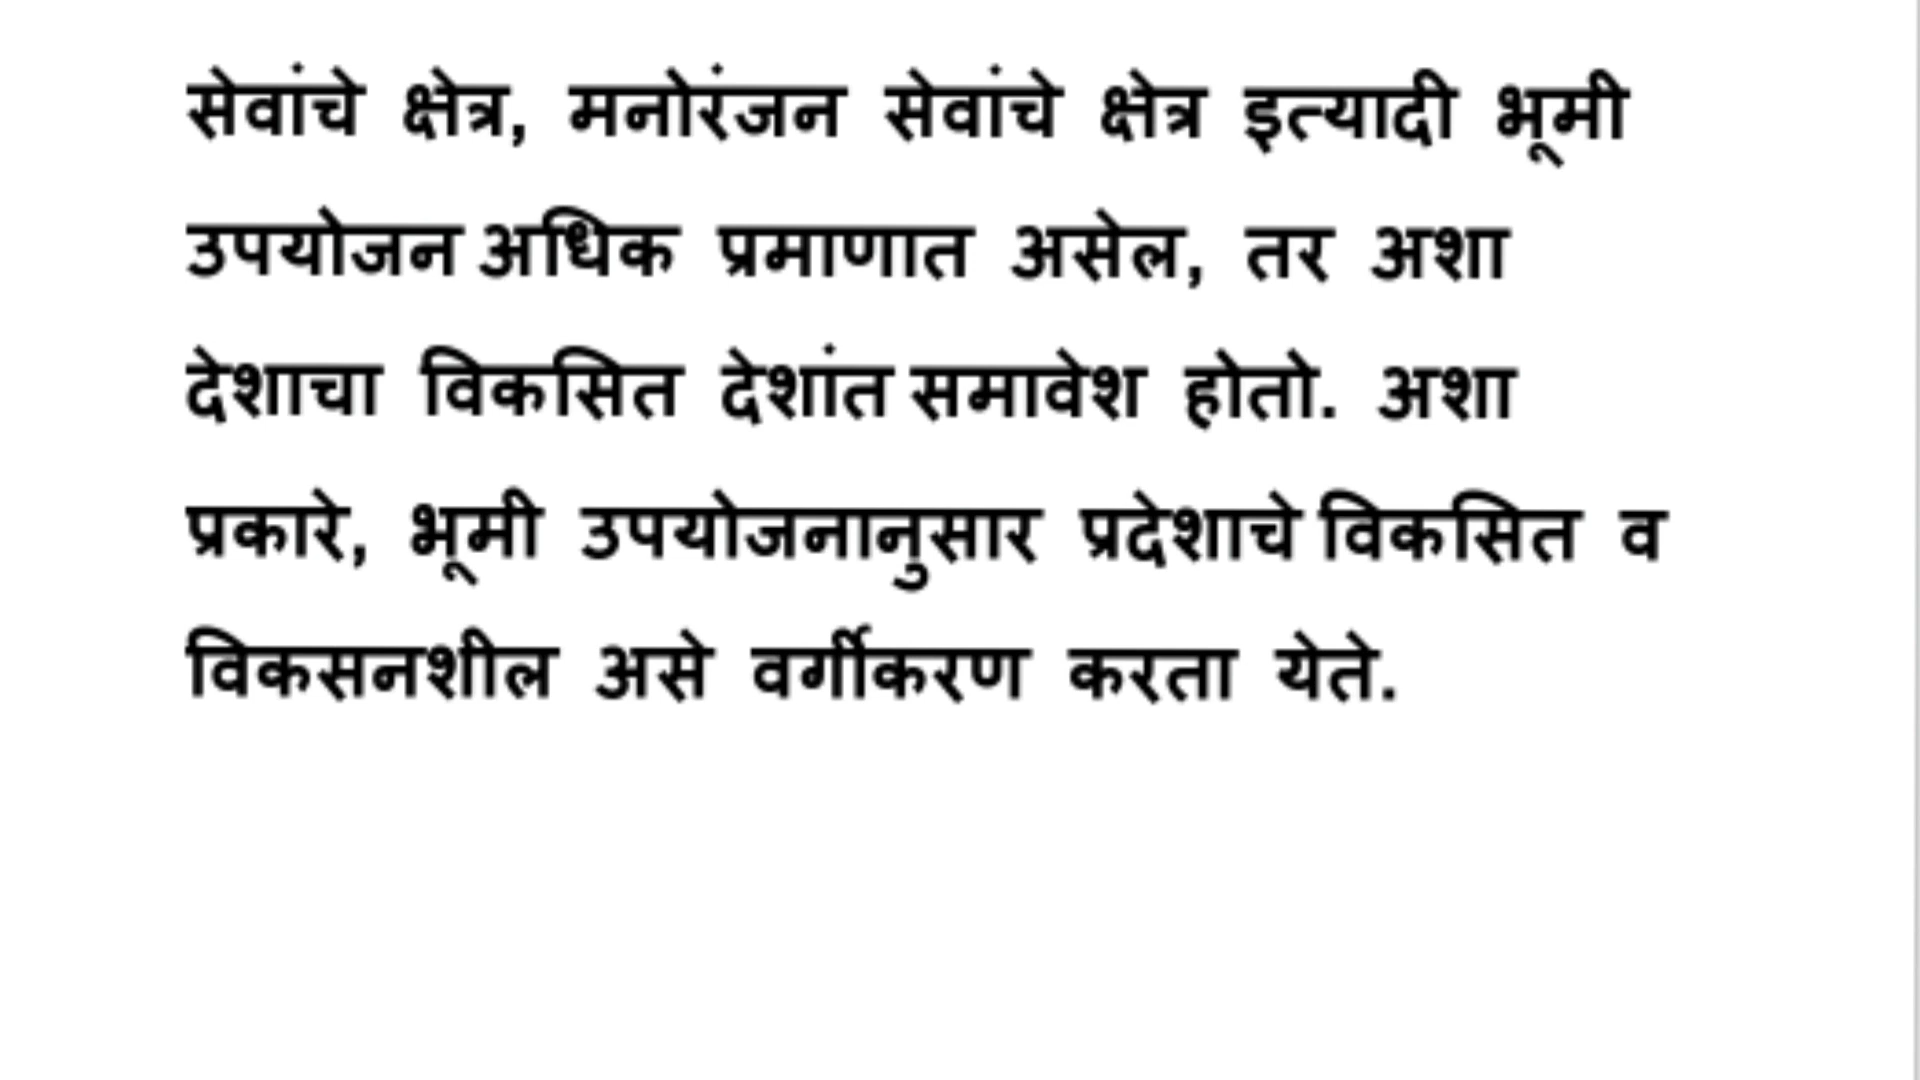 सेवांचे क्षेत्र, मनोरंजन सेवांचे क्षेत्र इत्यादी भूमी
उपयोजन अधिक प्रमाणात असेल, तर अशा
देशाचा विकसित देशांत समावेश होतो. अशा
प्रकारे, भूमी उपयोजनानुसार प्रदेशाचे विकसित व
विकसनशील असे वर्गीकरण करता येते.